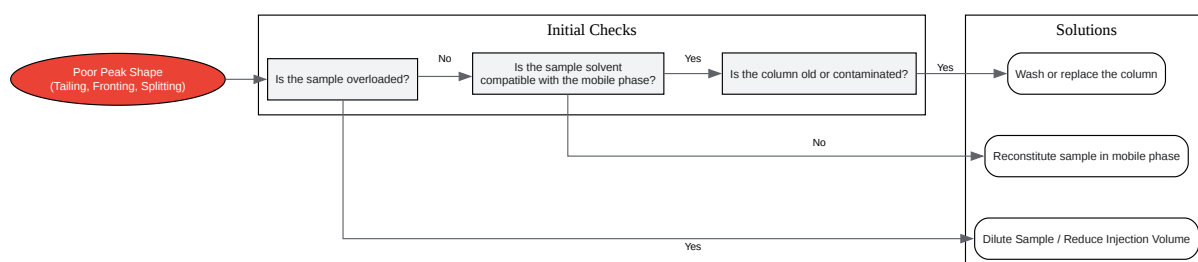 Initial Checks
Solutions
Poor Peak Shape
(Tailing, Fronting, Splitting)
Is the sample overloaded?
No
Is the sample solvent
compatible with the mobile phase?
Yes
Is the column old or contaminated?
Yes
Wash or replace the column
No
Reconstitute sample in mobile phase
Yes
Dilute Sample / Reduce Injection Volume